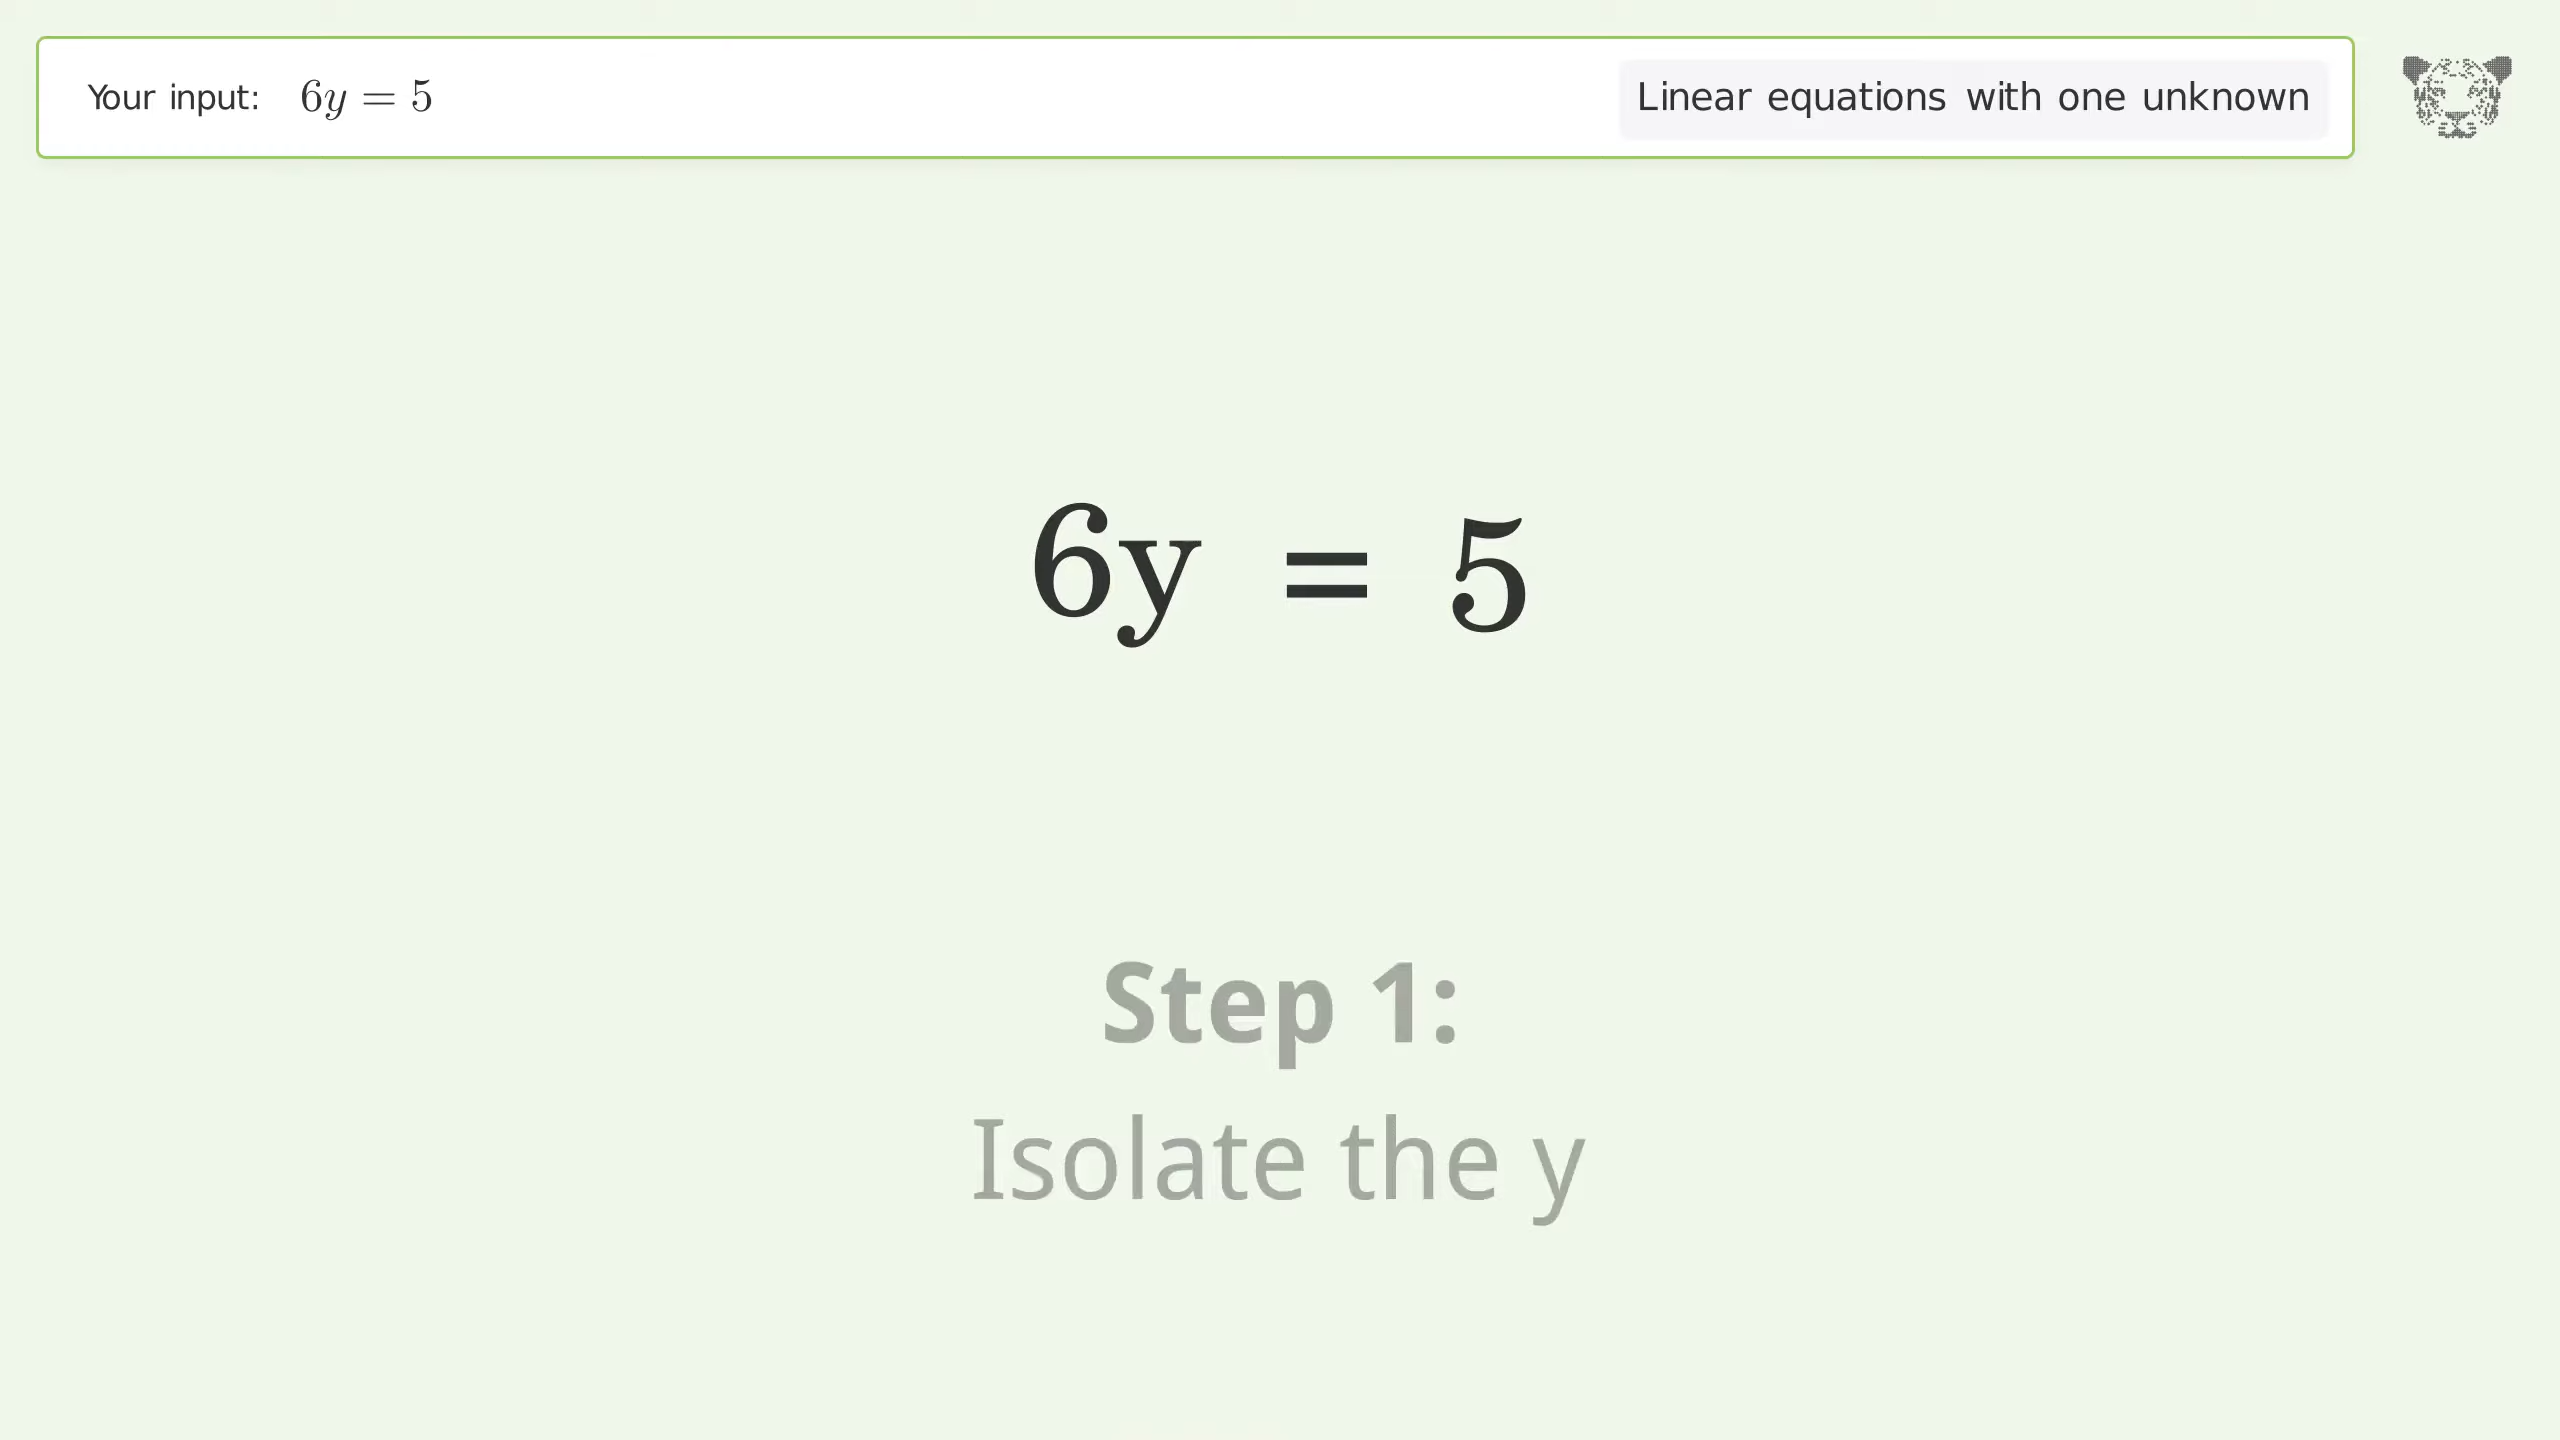 Your input: 6y = 5
Linear equations with one unknown
6y = 5
Step 1:
Isolate the y